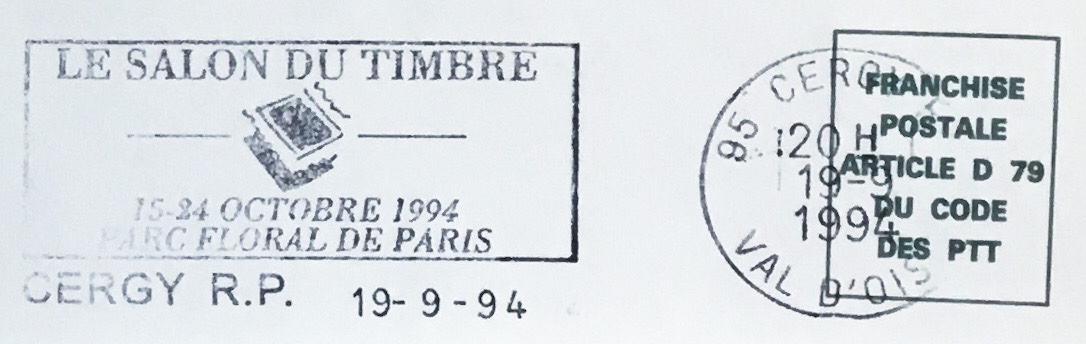 LE SALON DU TIMBRE
15-24 OCTOBRE 1994
PARC FLORAL DE PARIS
CERGY R.P. 19-9-94
95 CERGY
20 H
19-9
1994
VAL D'OISE
FRANCHISE
POSTALE
ARTICLE D 79
DU CODE
DES PTT